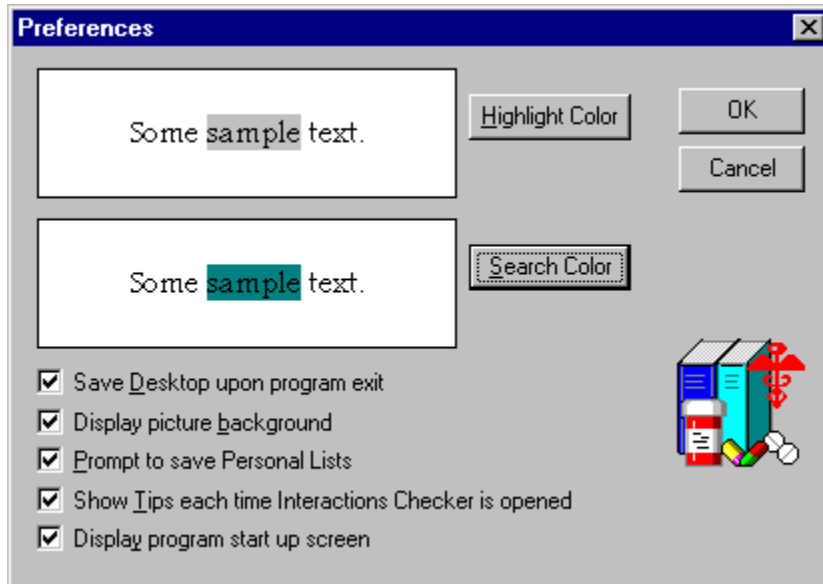 Preferences
Some sample text.
Highlight Color
OK
Cancel
Some sample text.
Search Color
Save Desktop upon program exit
Display picture background
Prompt to save Personal Lists
Show Tips each time Interactions Checker is opened
Display program start up screen